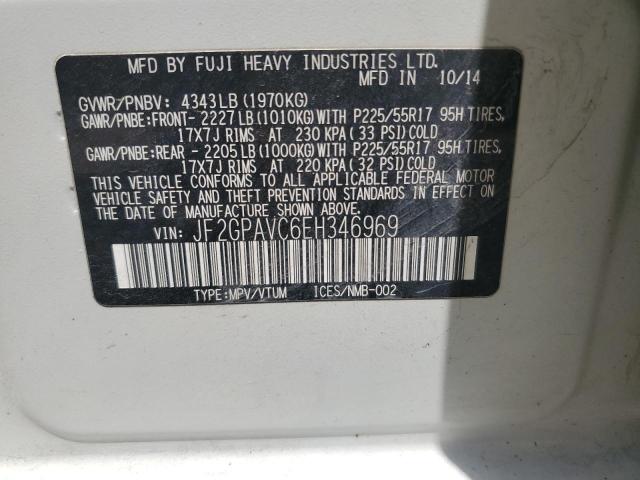 MFD BY FUJI HEAVY INDUSTRIES LTD.
MFD IN 10/14
GVWR/PNBV: 4343LB (1970KG)
GAWR/PNBE:FRONT- 2227LB (1010KG) WITH P225/55R17 95H TIRES,
17X7J RIMS AT 230 KPA (33 PSI) COLD
GAWR/PNBE:REAR - 2205LB (1000KG) WITH P225/55R17 95H TIRES,
17X7J RIMS AT 220 KPA (32 PSI) COLD
THIS VEHICLE CONFORMS TO ALL APPLICABLE FEDERAL MOTOR
VEHICLE SAFETY AND THEFT PREVENTION STANDARDS IN EFFECT
ON THE DATE OF MANUFACTURE SHOWN ABOVE.
VIN: JF2GPAVC6EH346969
TYPE:MPV/VTUM ICES/NMB-002